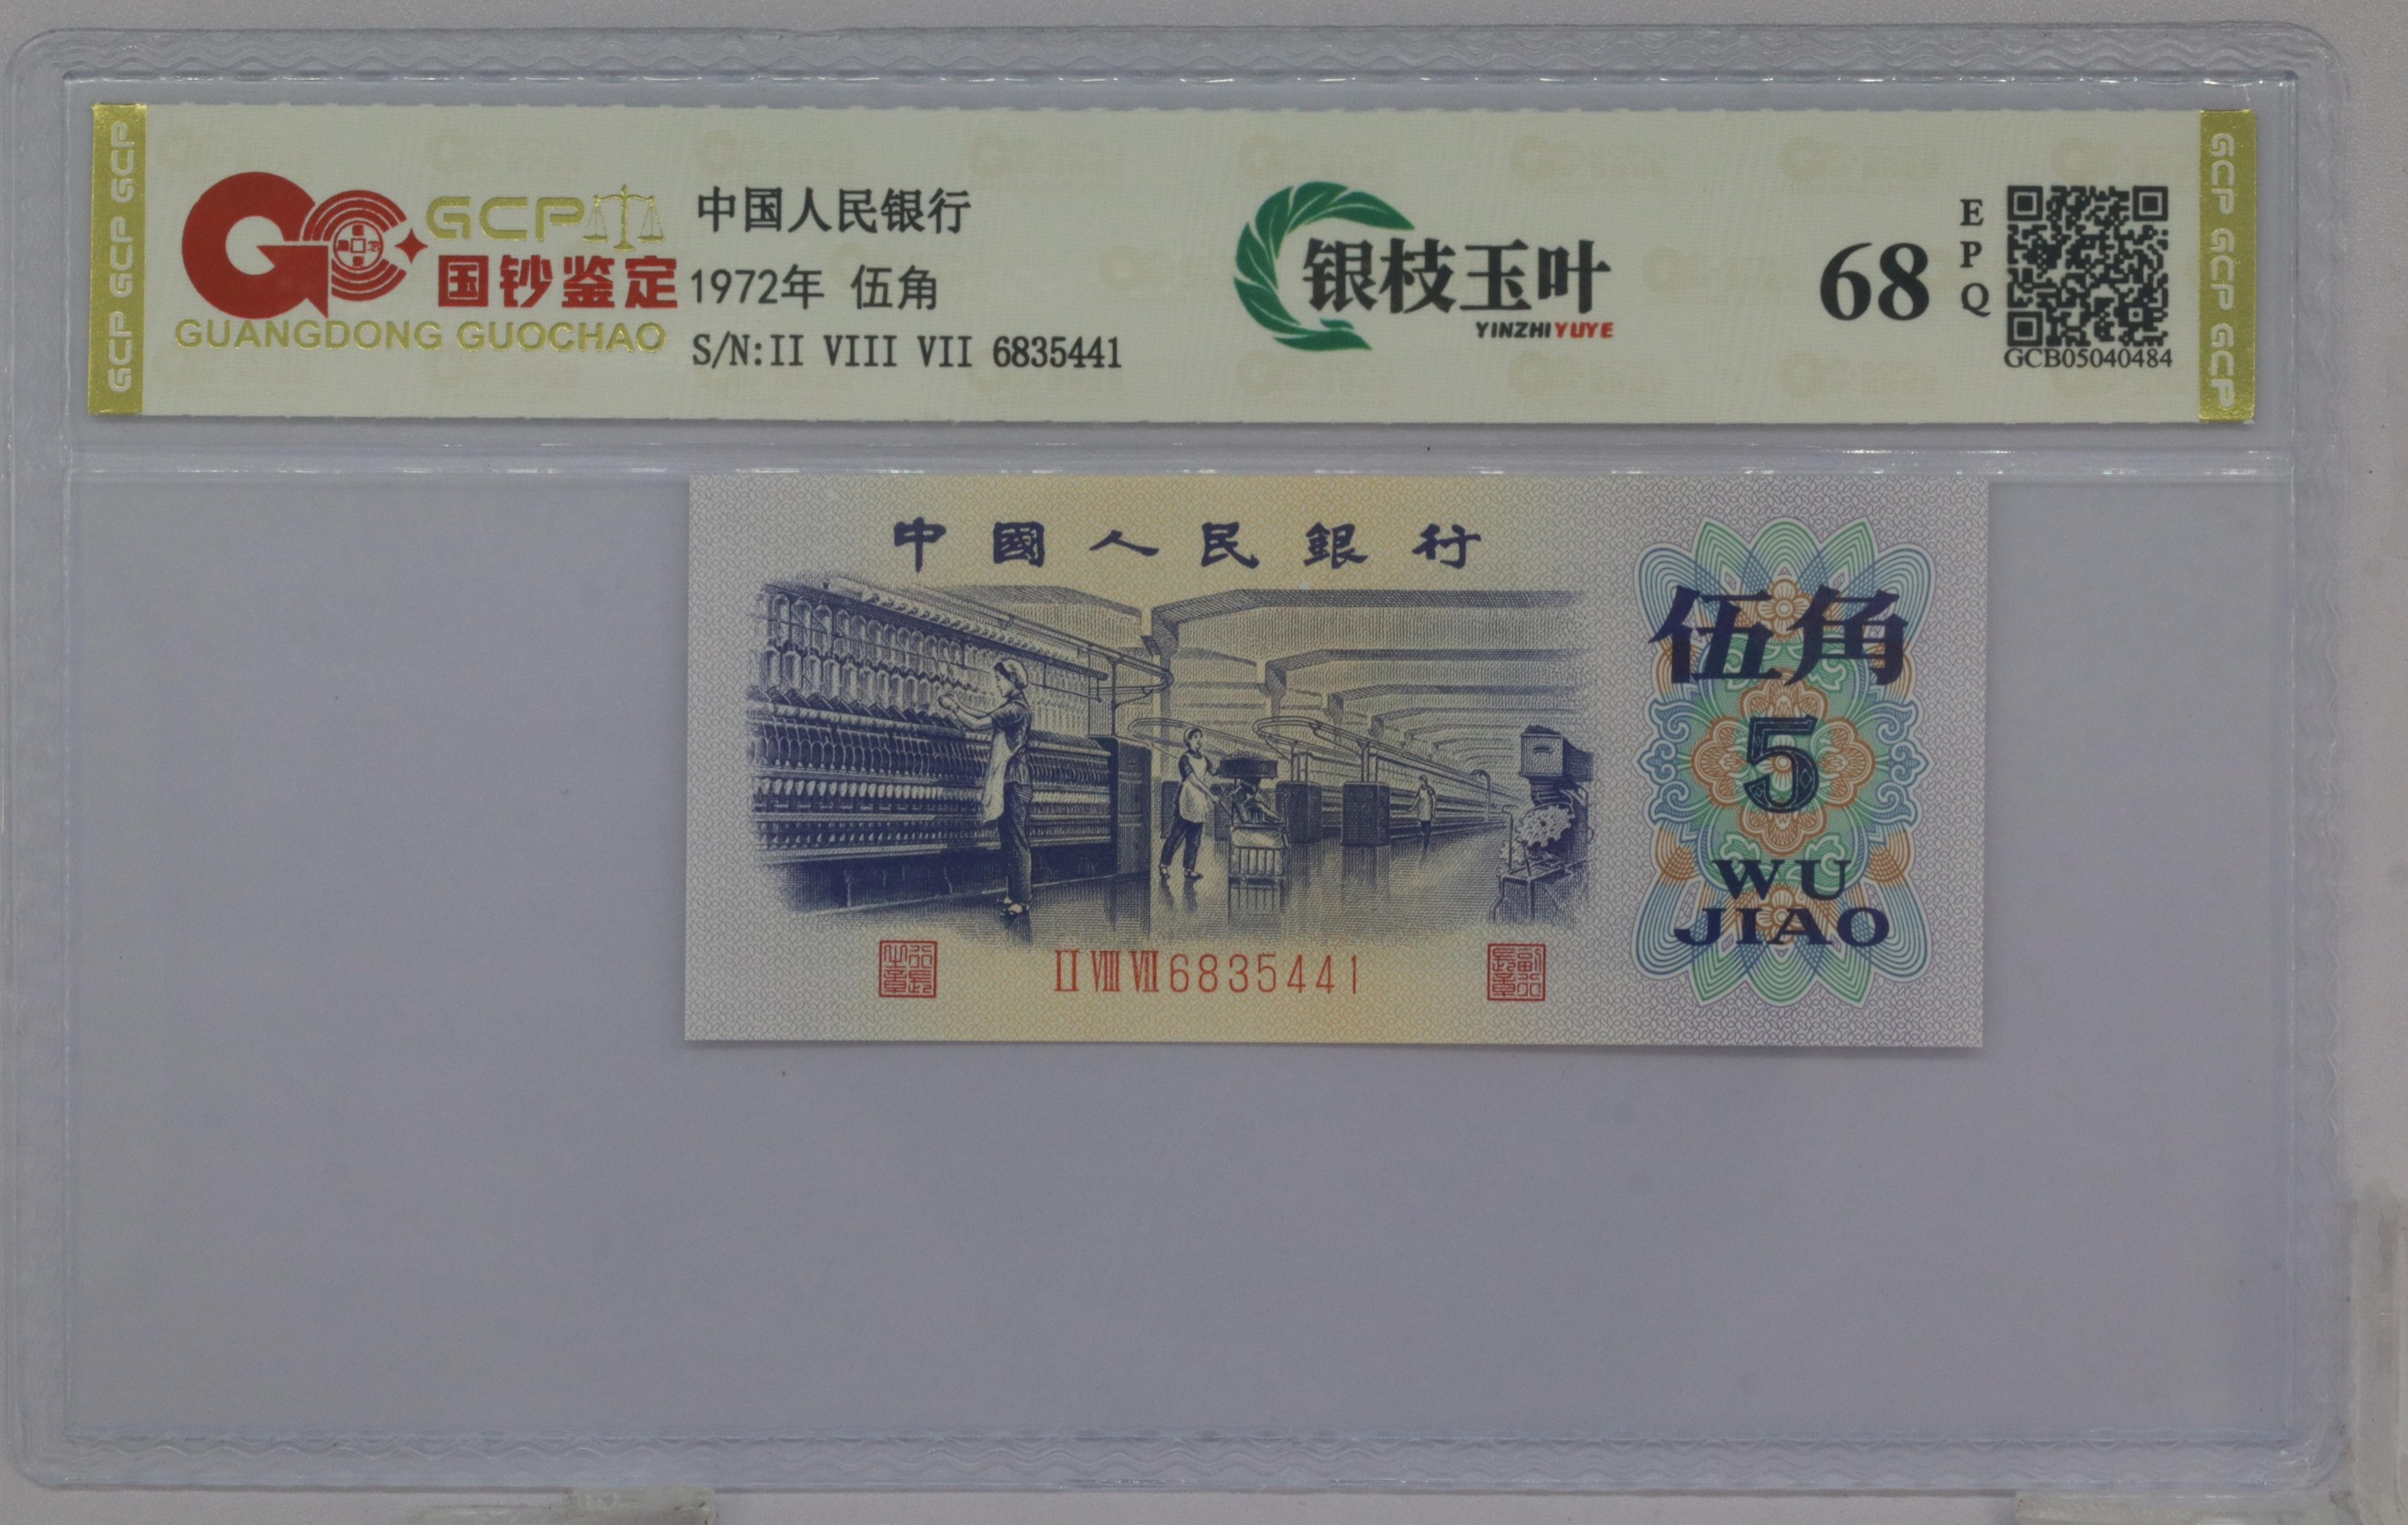 GCP GCP GCP
GCP
国钞鉴定
GUANGDONG GUOCHAO
中国人民银行
1972年 伍角
S/N:II VIII VII 6835441
银枝玉叶
YINZHIYUYE
68
EPQ
GCB05040484
GCP GCP GCP
中國人民銀行
伍角
5
WU
JIAO
II VIII VII 6835441